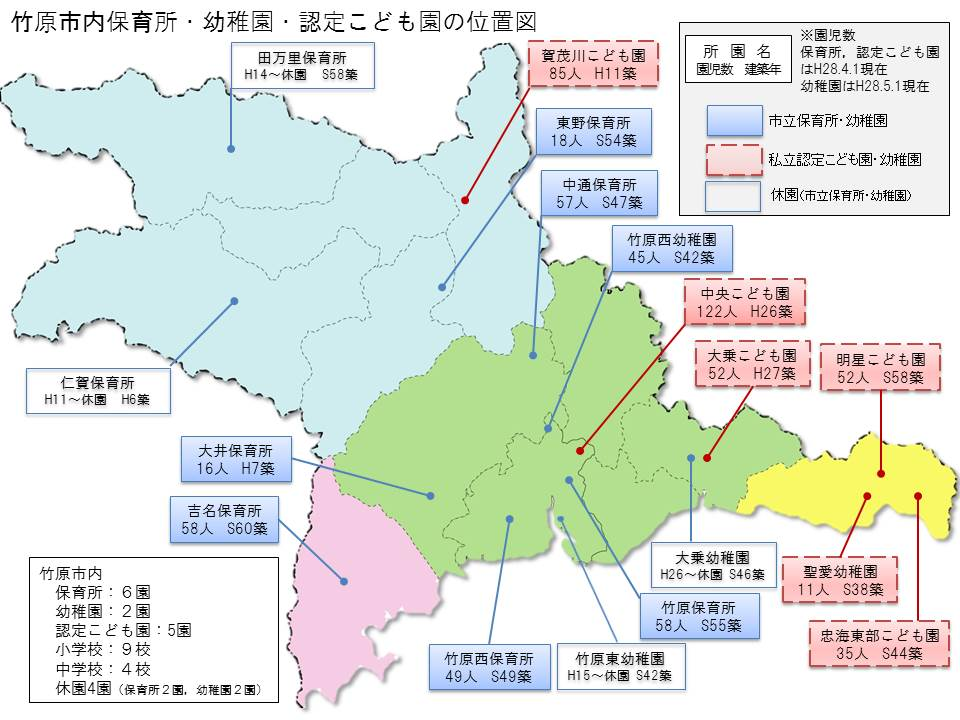 竹原市内保育所・幼稚園・認定こども園の位置図
田万里保育所
H14～休園 S58築
賀茂川こども園
85人 H11築
所 園 名
園児数 建築年
※園児数
保育所，認定こども園
はH28.4.1現在
幼稚園はH28.5.1現在
市立保育所・幼稚園
私立認定こども園・幼稚園
休園(市立保育所・幼稚園)
東野保育所
18人 S54築
中通保育所
57人 S47築
竹原西幼稚園
45人 S42築
中央こども園
122人 H26築
大乗こども園
52人 H27築
明星こども園
52人 S58築
仁賀保育所
H11～休園 H6築
大井保育所
16人 H7築
吉名保育所
58人 S60築
大乗幼稚園
H26～休園 S46築
聖愛幼稚園
11人 S38築
竹原保育所
58人 S55築
忠海東部こども園
35人 S44築
竹原西保育所
49人 S49築
竹原東幼稚園
H15～休園 S42築
竹原市内
保育所：６園
幼稚園：２園
認定こども園：5園
小学校：９校
中学校：４校
休園4園（保育所２園，幼稚園２園）